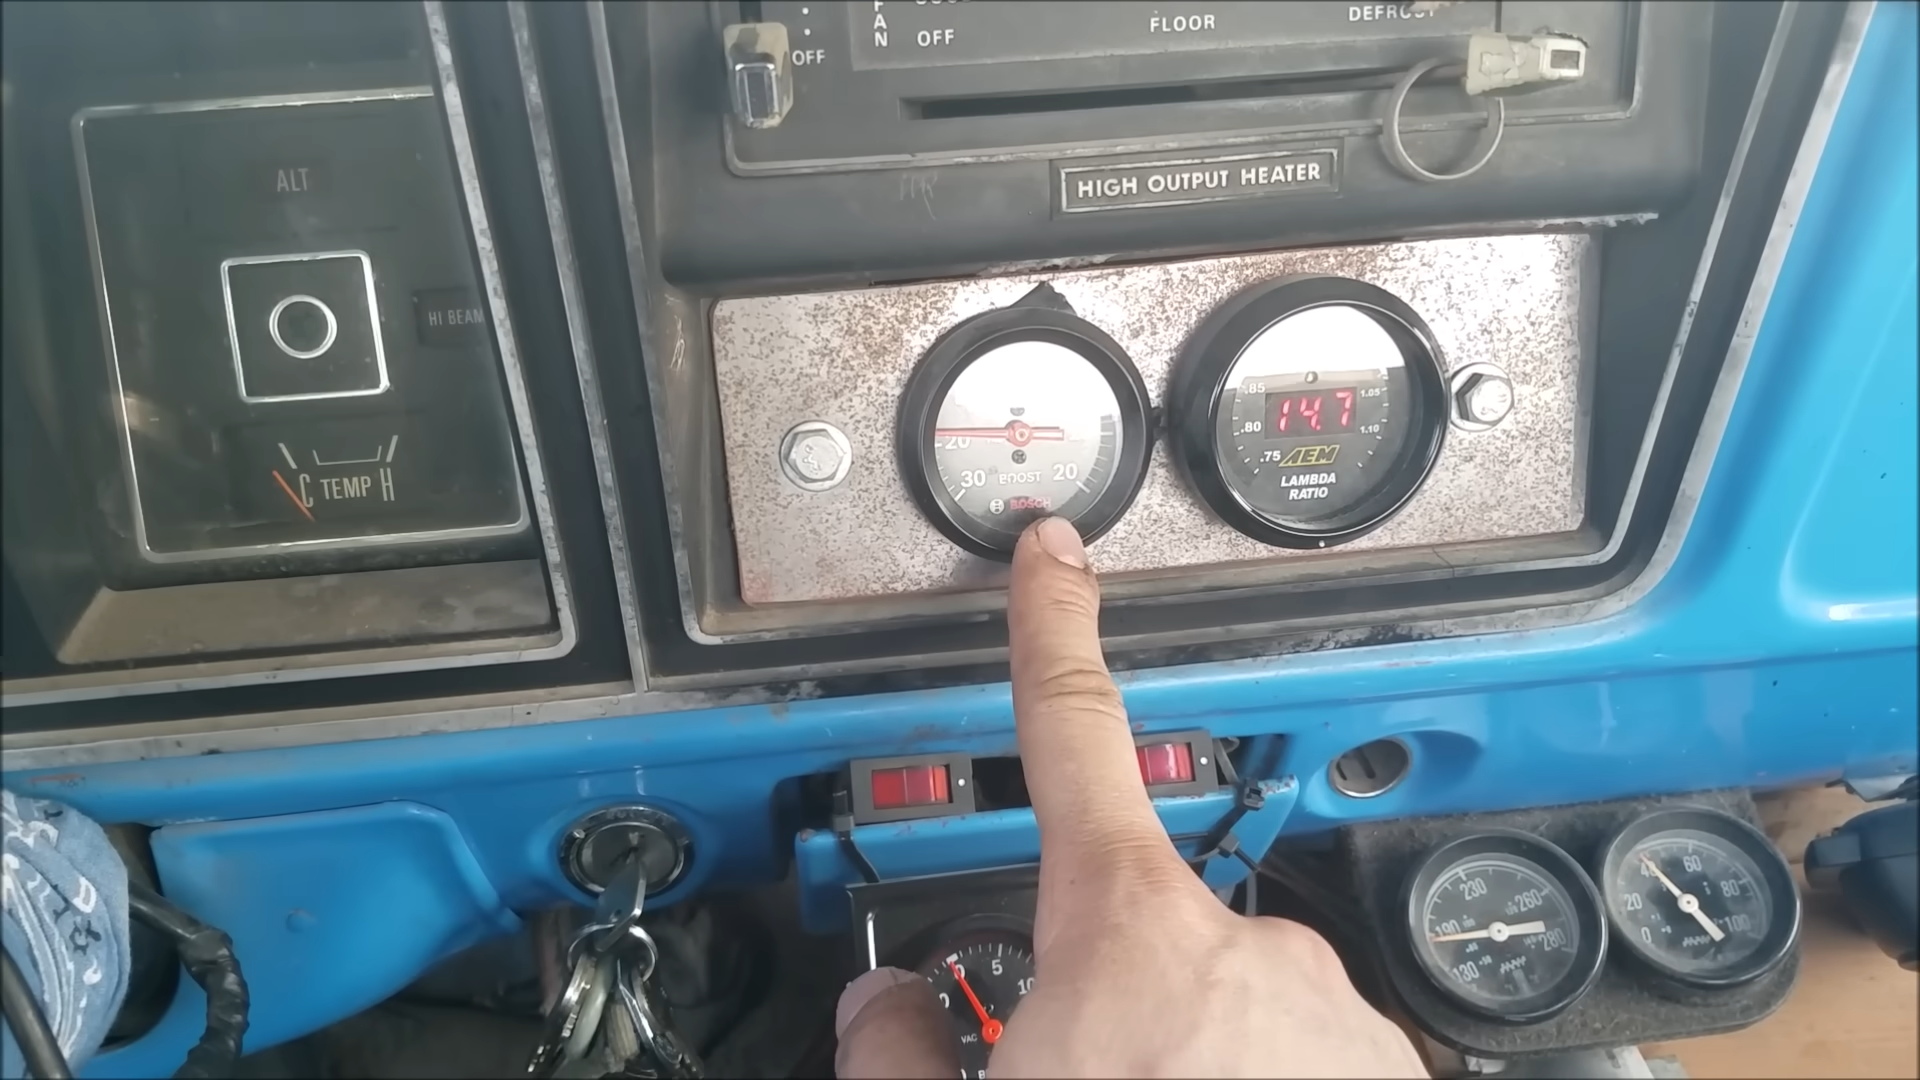 FAN
OFF
OFF
FLOOR
HIGH OUTPUT HEATER
ALT
HI BEAM
C TEMP H
20
30 BOOST 20
BOSCH
.85
1.05
14.7
.80
1.10
.75 AEM
LAMBDA
RATIO
230
260
190
280
130
40
60
80
20
100
0
0
5
10
VAC